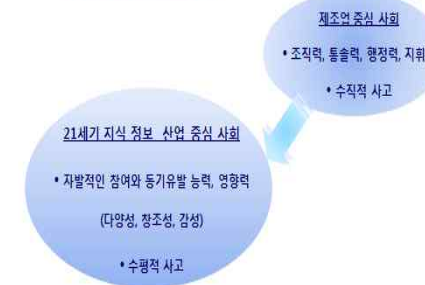 제조업 중심 사회
• 조직력, 통솔력, 행정력, 지휘
• 수직적 사고
21세기 지식 정보 산업 중심 사회
• 자발적인 참여와 동기유발 능력, 영향력
(다양성, 창조성, 감성)
• 수평적 사고